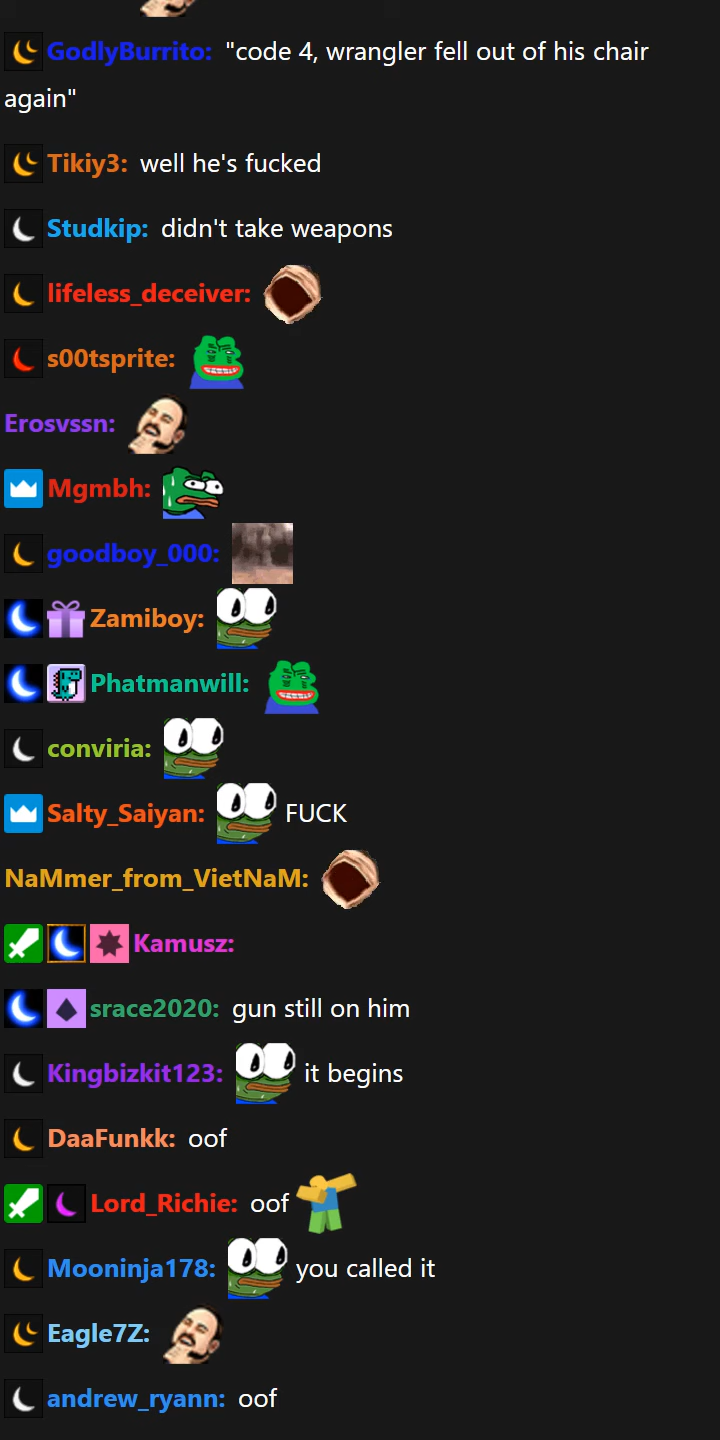 GodlyBurrito: "code 4, wrangler fell out of his chair
again"
Tikiy3: well he's fucked
Studkip: didn't take weapons
lifeless_deceiver:
s00tsprite:
Erosvssn:
Mgmbh:
goodboy_000:
Zamiboy:
Phatmanwill:
conviria:
Salty_Saiyan: FUCK
NaMmer_from_VietNaM:
Kamusz:
srace2020: gun still on him
Kingbizkit123: it begins
DaaFunkk: oof
Lord_Richie: oof
Mooninja178: you called it
Eagle7Z:
andrew_ryann: oof